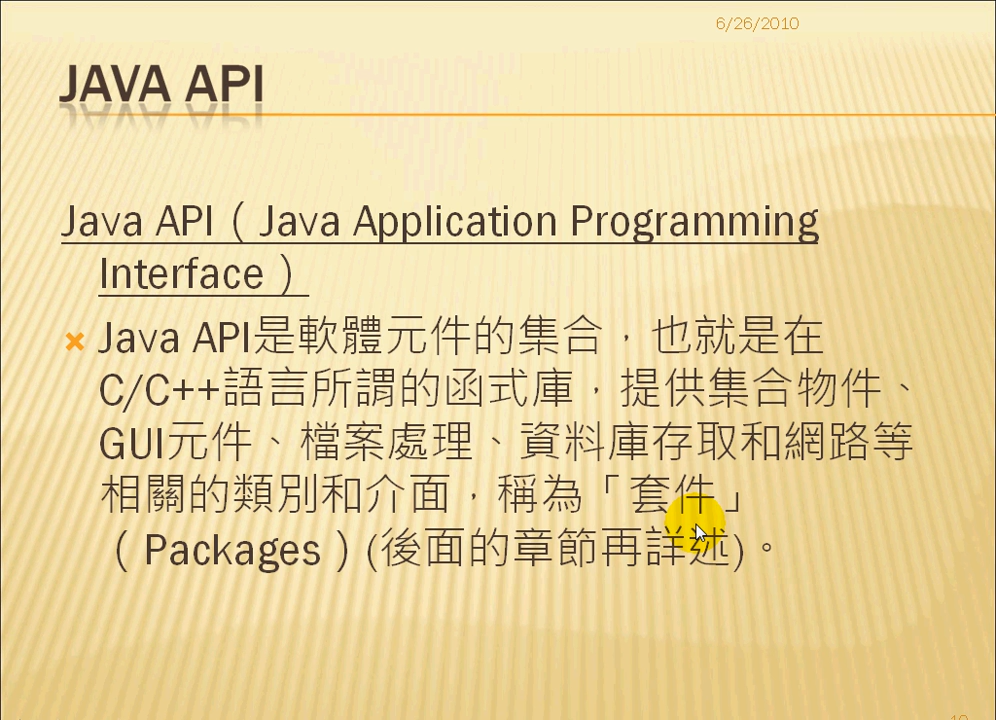 6/26/2010
JAVA API
Java API（Java Application Programming
Interface）
Java API是軟體元件的集合，也就是在
C/C++語言所謂的函式庫，提供集合物件、
GUI元件、檔案處理、資料庫存取和網路等
相關的類別和介面，稱為「套件」
（Packages）(後面的章節再詳述)。